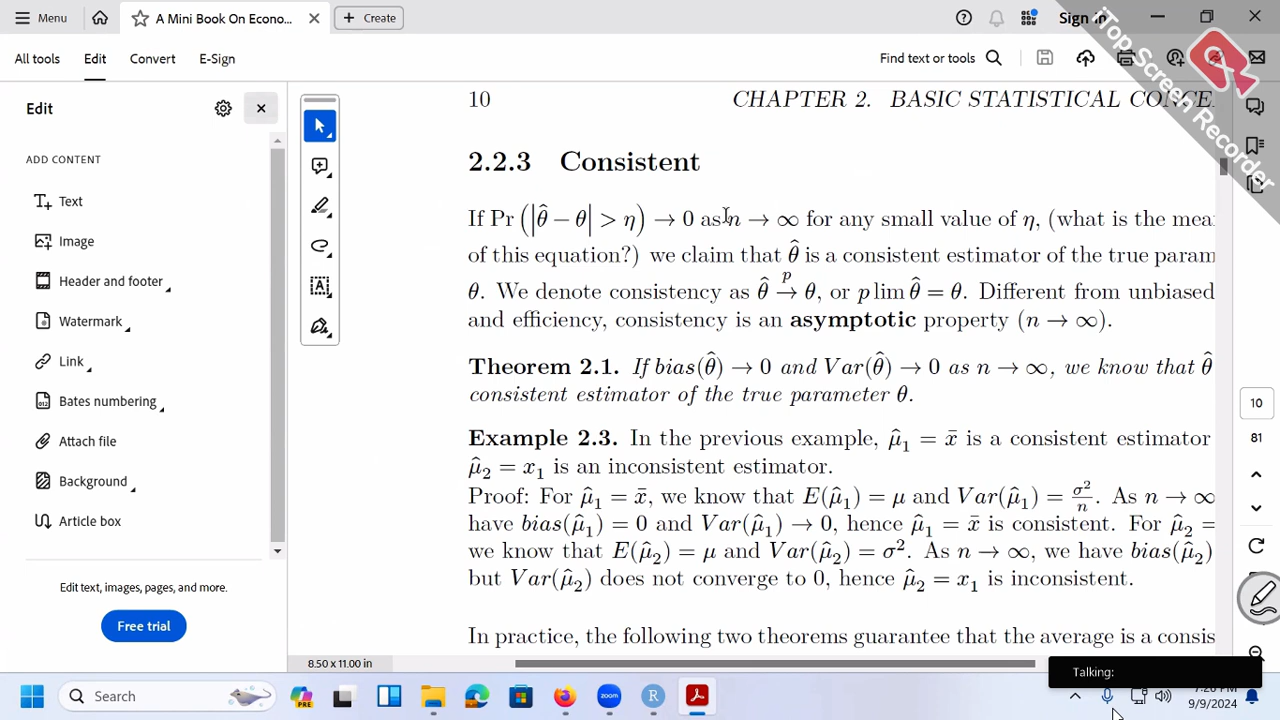 Menu
A Mini Book On Econo...
Create
Sign in
All tools
Edit
Convert
E-Sign
Find text or tools
iTop Screen Recorder
Edit
ADD CONTENT
Text
Image
Header and footer
Watermark
Link
Bates numbering
Attach file
Background
Article box
Edit text, images, pages, and more.
Free trial
10 CHAPTER 2. BASIC STATISTICAL CONCE
2.2.3 Consistent
If Pr (|θ̂ − θ| > η) → 0 as n → ∞ for any small value of η, (what is the mea
of this equation?) we claim that θ̂ is a consistent estimator of the true param
θ. We denote consistency as θ̂ →ᵖ θ, or p lim θ̂ = θ. Different from unbiased
and efficiency, consistency is an asymptotic property (n → ∞).
Theorem 2.1. If bias(θ̂) → 0 and Var(θ̂) → 0 as n → ∞, we know that θ̂
consistent estimator of the true parameter θ.
Example 2.3. In the previous example, μ̂₁ = x̄ is a consistent estimator
μ̂₂ = x₁ is an inconsistent estimator.
Proof: For μ̂₁ = x̄, we know that E(μ̂₁) = μ and Var(μ̂₁) = σ²/n. As n → ∞
have bias(μ̂₁) = 0 and Var(μ̂₁) → 0, hence μ̂₁ = x̄ is consistent. For μ̂₂ =
we know that E(μ̂₂) = μ and Var(μ̂₂) = σ². As n → ∞, we have bias(μ̂₂)
but Var(μ̂₂) does not converge to 0, hence μ̂₂ = x₁ is inconsistent.
In practice, the following two theorems guarantee that the average is a consis
10
81
8.50 x 11.00 in
Talking:
Search
PRE
zoom
R
9/9/2024